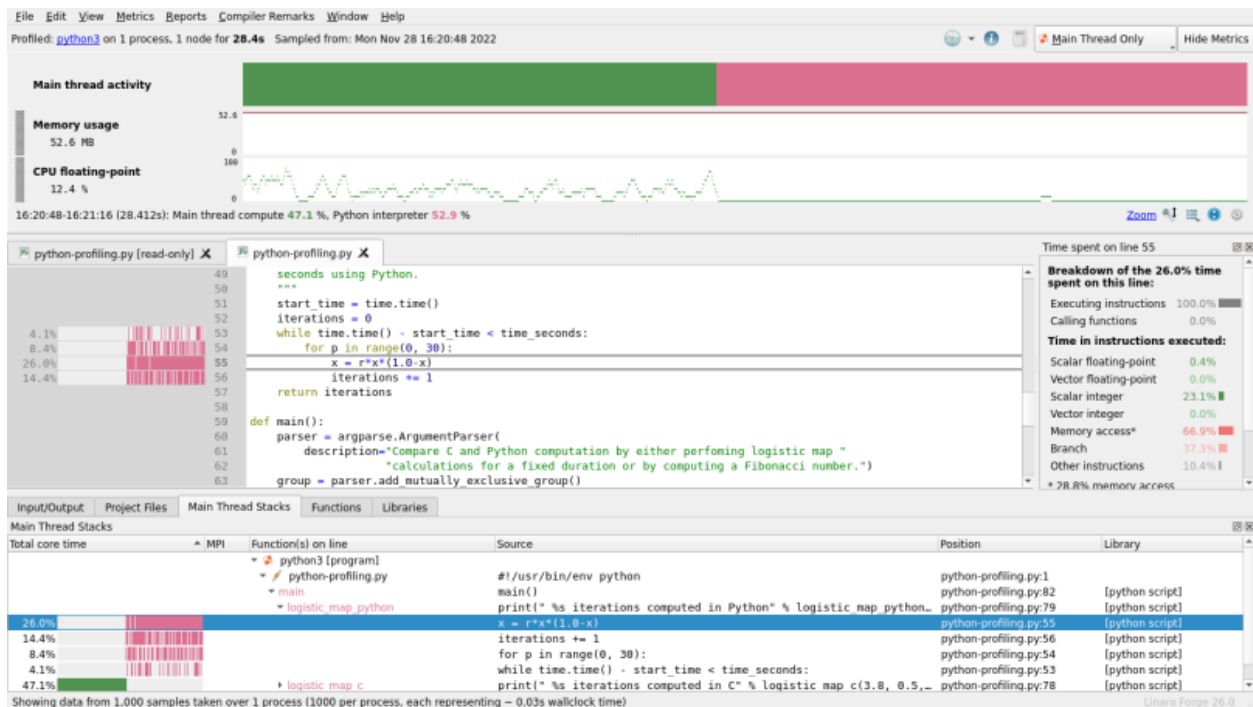 File Edit View Metrics Reports Compiler Remarks Window Help
Profiled: python3 on 1 process, 1 node for 28.4s Sampled from: Mon Nov 28 16:20:48 2022
Main Thread Only
Hide Metrics
Main thread activity
Memory usage
52.6 MB
52.6
0
CPU floating-point
12.4 %
100
0
16:20:48-16:21:16 (28.412s): Main thread compute 47.1 %, Python interpreter 52.9 %
Zoom
python-profiling.py [read-only] X
python-profiling.py X
49 seconds using Python.
50 """
51 start_time = time.time()
52 iterations = 0
4.1% 53 while time.time() - start_time < time_seconds:
8.4% 54 for p in range(0, 30):
26.0% 55 x = r*x*(1.0-x)
14.4% 56 iterations += 1
57 return iterations
58
59 def main():
60 parser = argparse.ArgumentParser(
61 description="Compare C and Python computation by either perfoming logistic map "
62 "calculations for a fixed duration or by computing a Fibonacci number.")
63 group = parser.add_mutually_exclusive_group()
Time spent on line 55
Breakdown of the 26.0% time
spent on this line:
Executing instructions 100.0%
Calling functions 0.0%
Time in instructions executed:
Scalar floating-point 0.4%
Vector floating-point 0.0%
Scalar integer 23.1%
Vector integer 0.0%
Memory access* 66.9%
Branch 37.3%
Other instructions 10.4%
* 28.8% memory access
Input/Output Project Files Main Thread Stacks Functions Libraries
Main Thread Stacks
Total core time MPI Function(s) on line Source Position Library
python3 [program]
python-profiling.py #!/usr/bin/env python python-profiling.py:1
main main() python-profiling.py:82 [python script]
logistic_map_python print(" %s iterations computed in Python" % logistic_map_python... python-profiling.py:79 [python script]
26.0% x = r*x*(1.0-x) python-profiling.py:55 [python script]
14.4% iterations += 1 python-profiling.py:56 [python script]
8.4% for p in range(0, 30): python-profiling.py:54 [python script]
4.1% while time.time() - start_time < time_seconds: python-profiling.py:53 [python script]
47.1% logistic_map_c print(" %s iterations computed in C" % logistic_map_c(3.8, 0.5,... python-profiling.py:78 [python script]
Showing data from 1,000 samples taken over 1 process (1000 per process, each representing ~ 0.03s wallclock time)
Linaro Forge 26.0